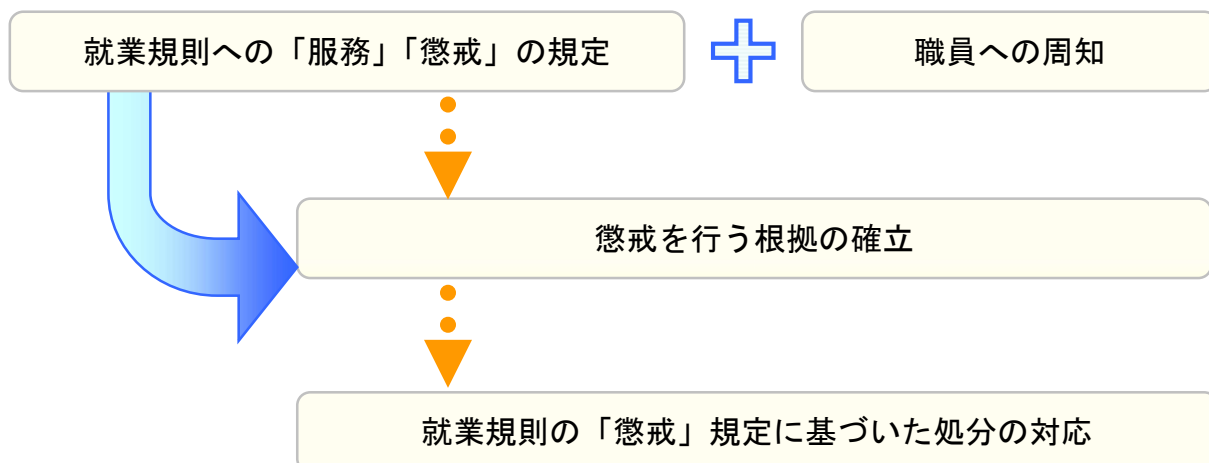 就業規則への「服務」「懲戒」の規定
職員への周知
懲戒を行う根拠の確立
就業規則の「懲戒」規定に基づいた処分の対応